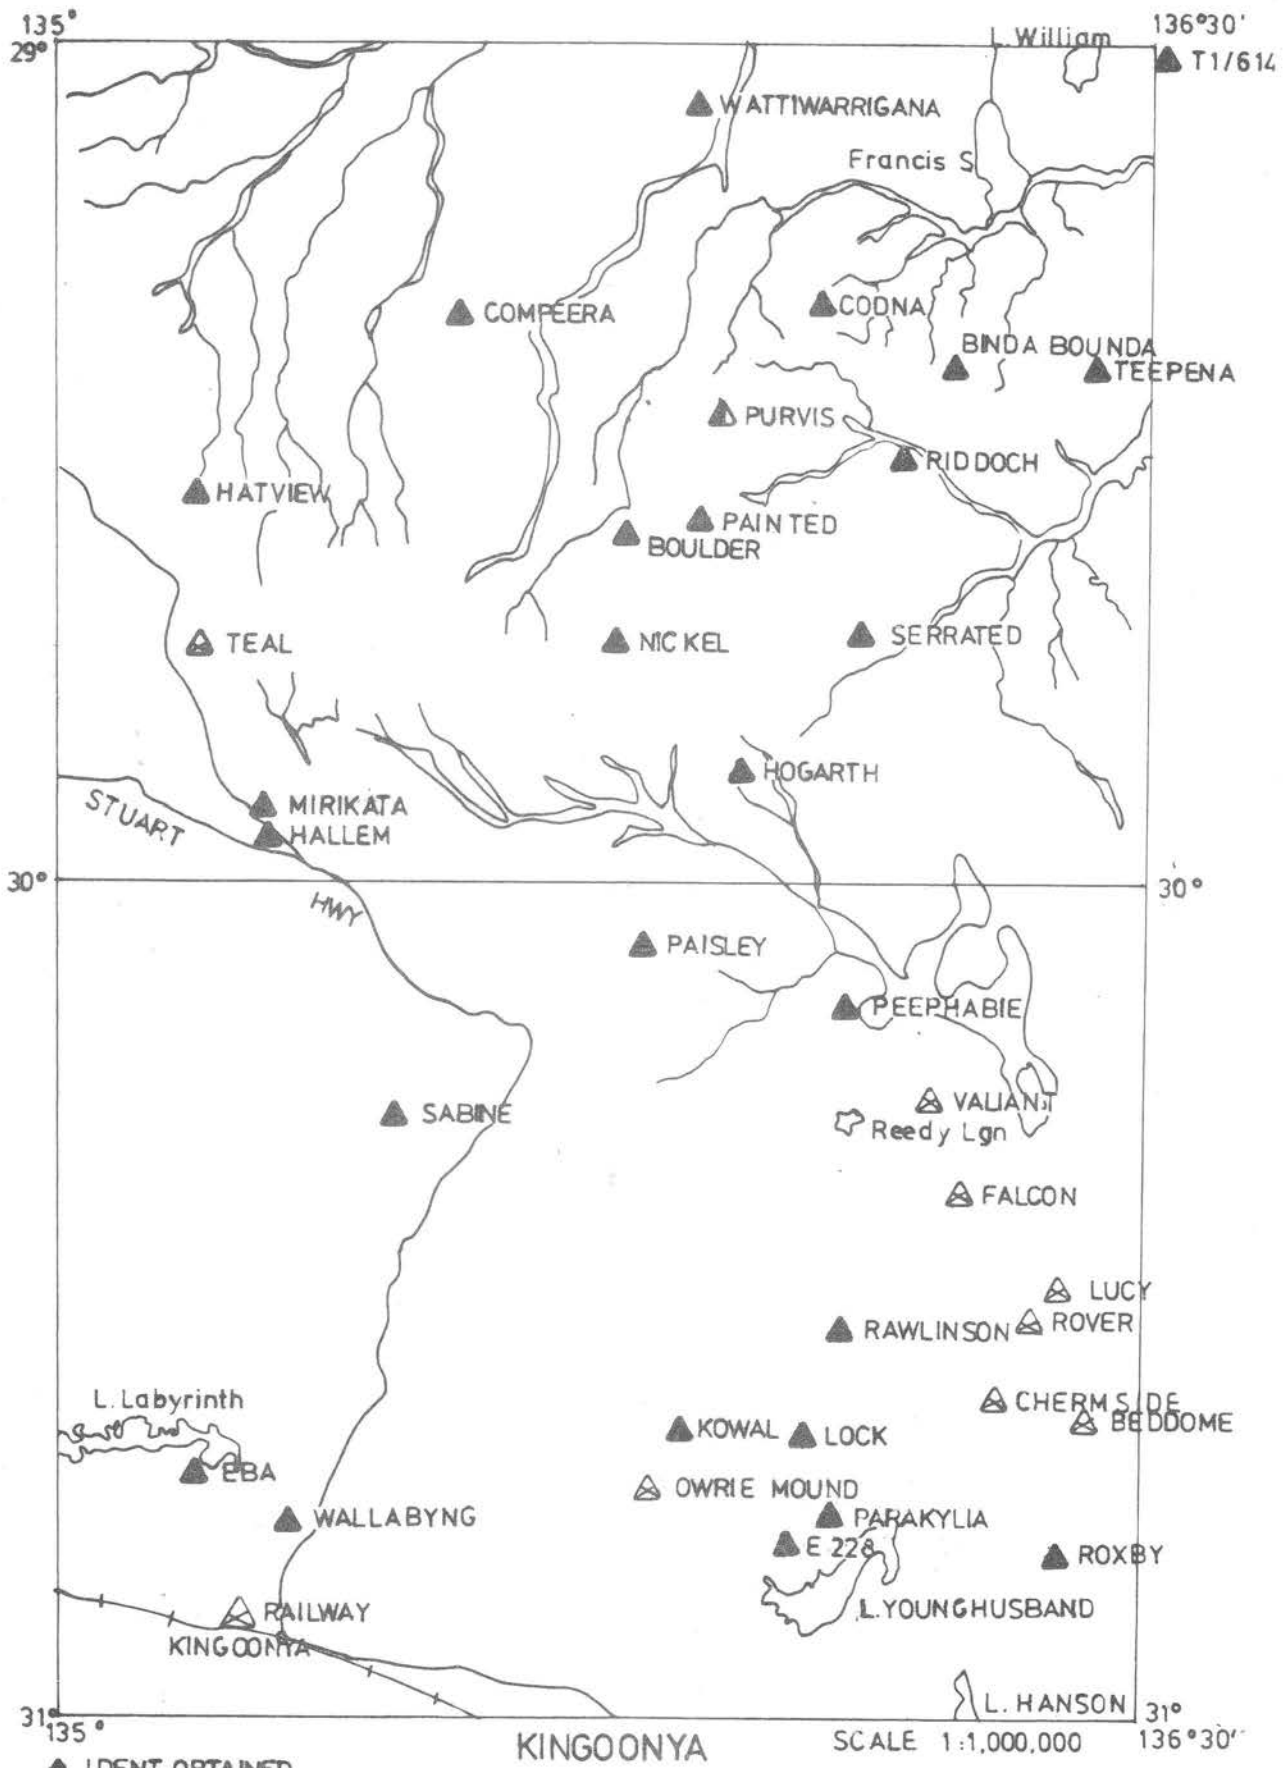 135°
136°30'
29°
L. William
T1/614
WATTIWARRIGANA
Francis S
COMPEERA
CODNA
BINDA BOUNDA
TEEPENA
PURVIS
RIDDOCH
HATVIEW
PAINTED
BOULDER
TEAL
NICKEL
SERRATED
HOGARTH
MIRIKATA
STUART
HALLEM
30°
30°
HWY
PAISLEY
PEEPHABIE
VALIANT
SABINE
Reedy Lgn
FALCON
LUCY
RAWLINSON
ROVER
L. Labyrinth
CHERMSIDE
BEDDOME
KOWAL
LOCK
EBA
OWRIE MOUND
WALLABYNG
PARAKYLIA
E 228
ROXBY
RAILWAY
L. YOUNGHUSBAND
KINGOONYA
L. HANSON
31°
31°
135°
KINGOONYA
SCALE 1:1,000,000
136°30'
IDENT OBTAINED